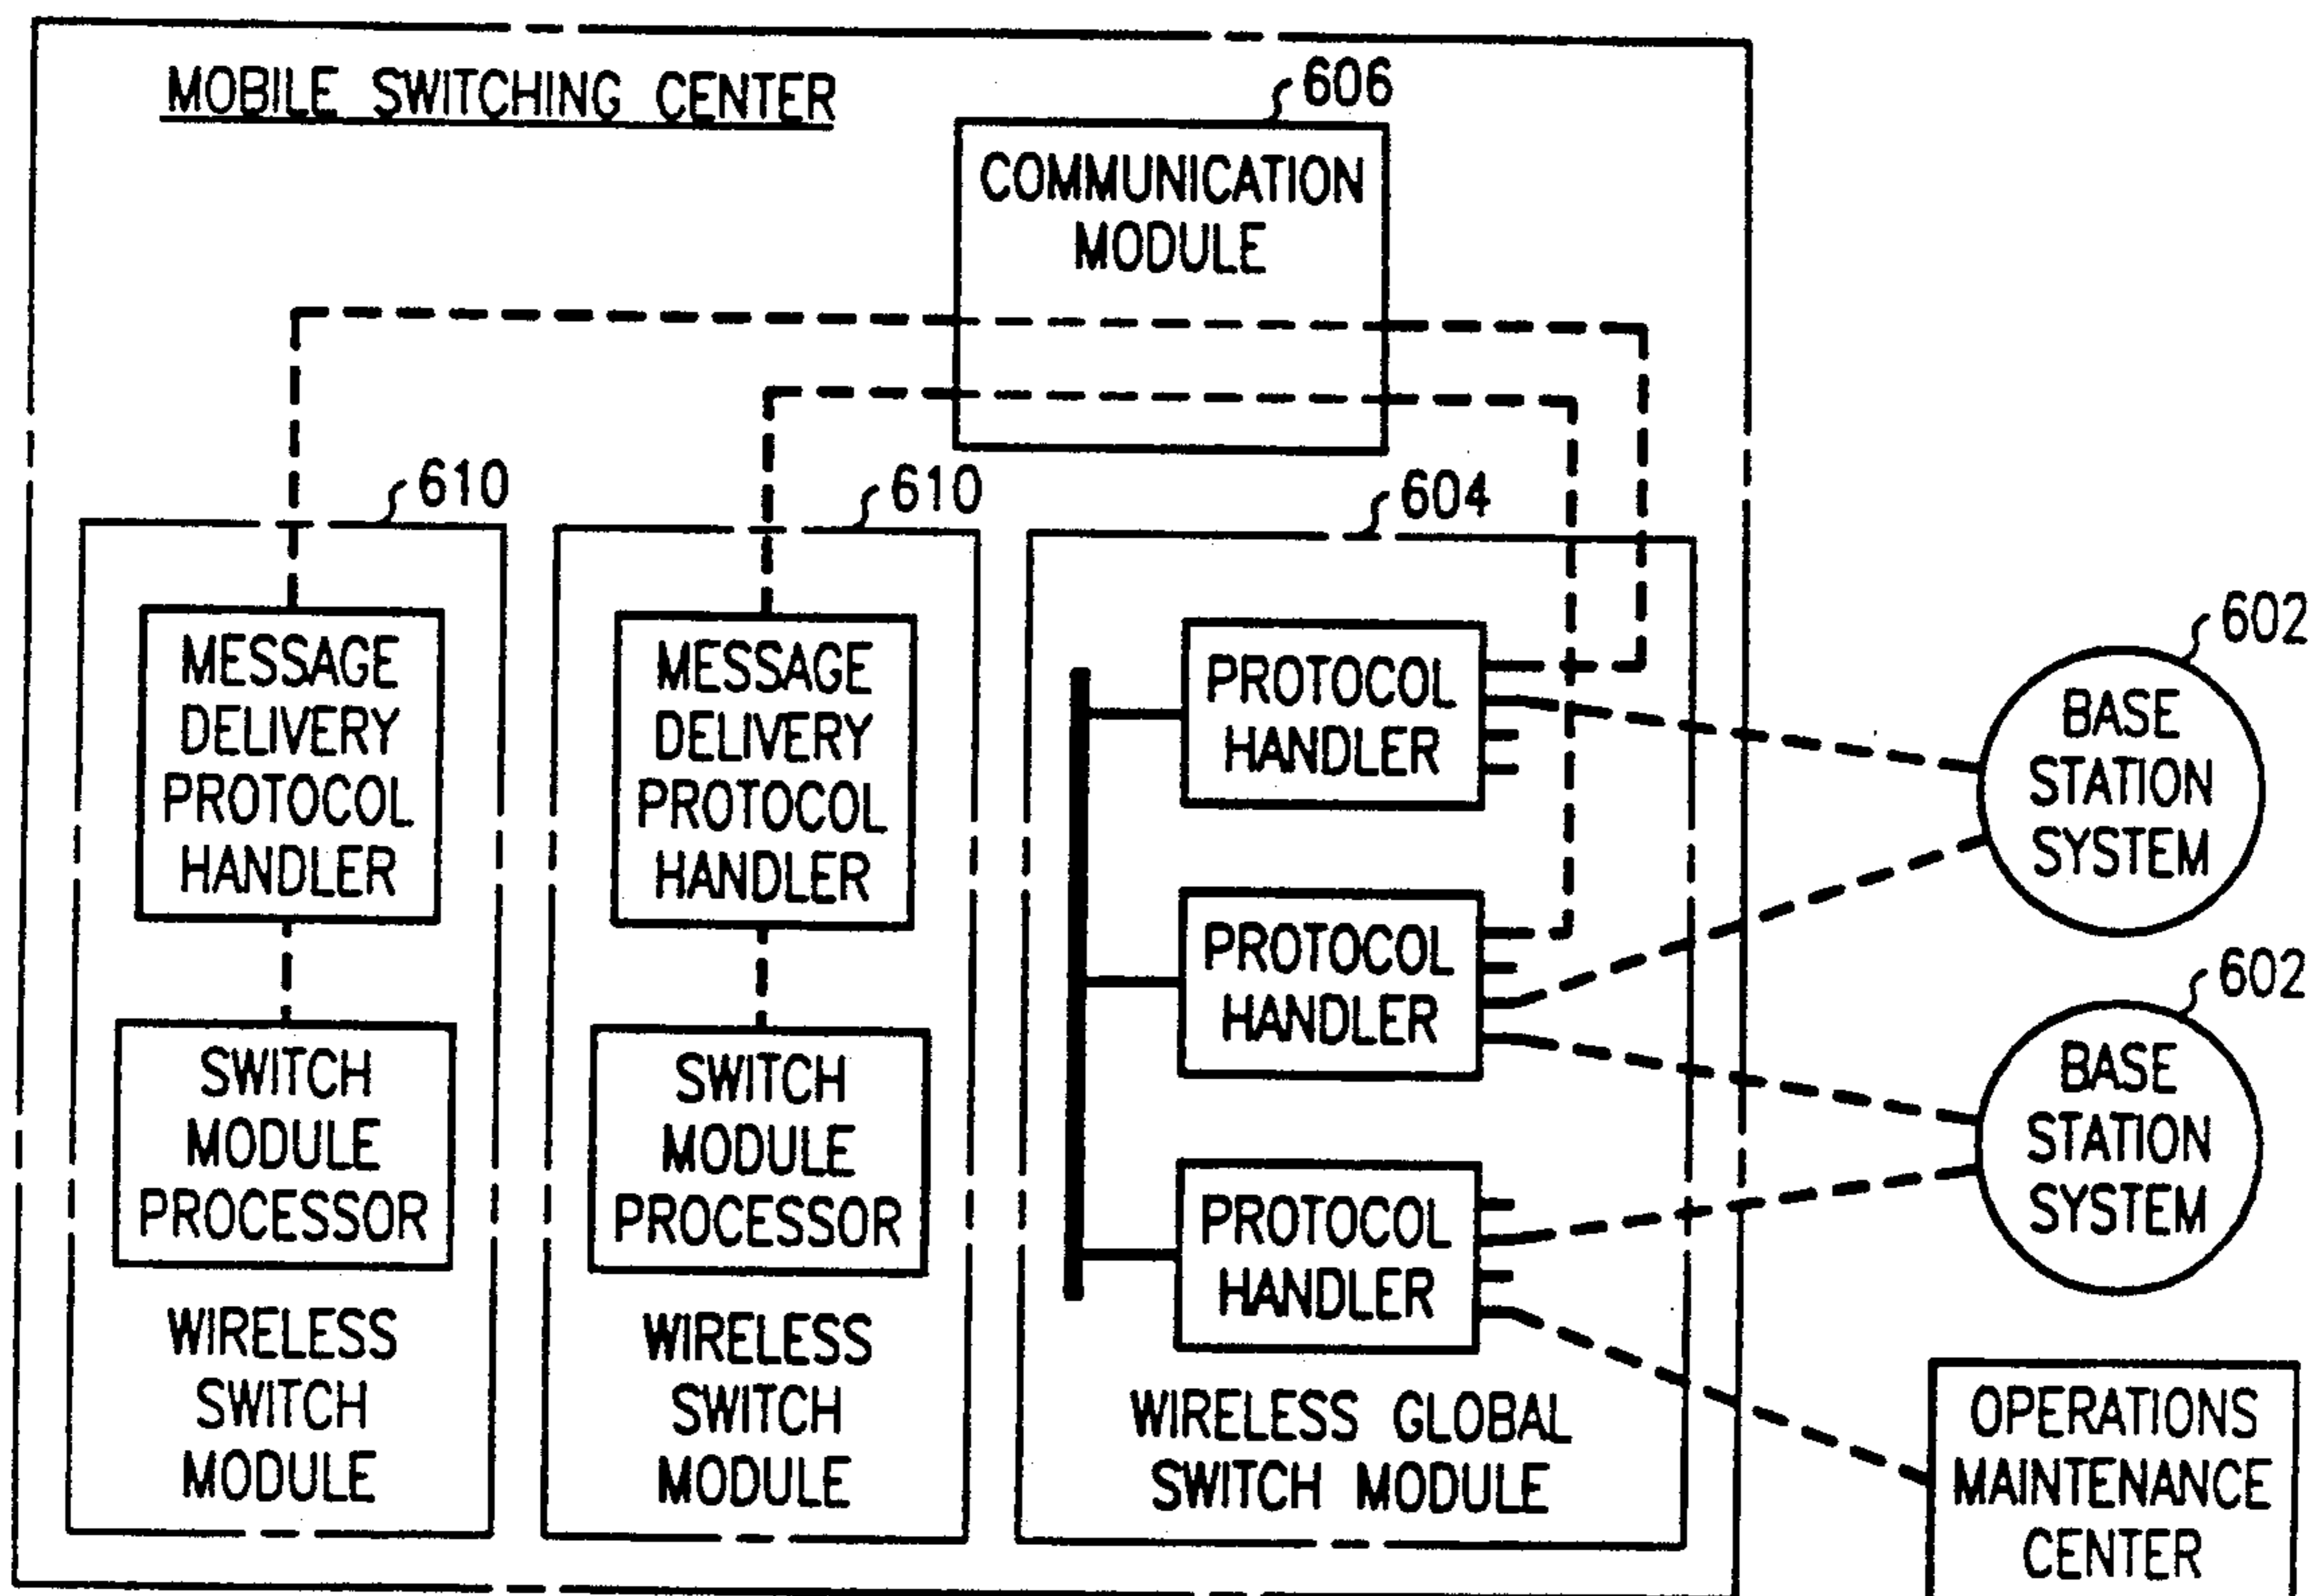 MOBILE SWITCHING CENTER
606
COMMUNICATION
MODULE
610
610
604
MESSAGE
DELIVERY
PROTOCOL
HANDLER
SWITCH
MODULE
PROCESSOR
WIRELESS
SWITCH
MODULE
MESSAGE
DELIVERY
PROTOCOL
HANDLER
SWITCH
MODULE
PROCESSOR
WIRELESS
SWITCH
MODULE
PROTOCOL
HANDLER
PROTOCOL
HANDLER
PROTOCOL
HANDLER
WIRELESS GLOBAL
SWITCH MODULE
602
BASE
STATION
SYSTEM
602
BASE
STATION
SYSTEM
OPERATIONS
MAINTENANCE
CENTER